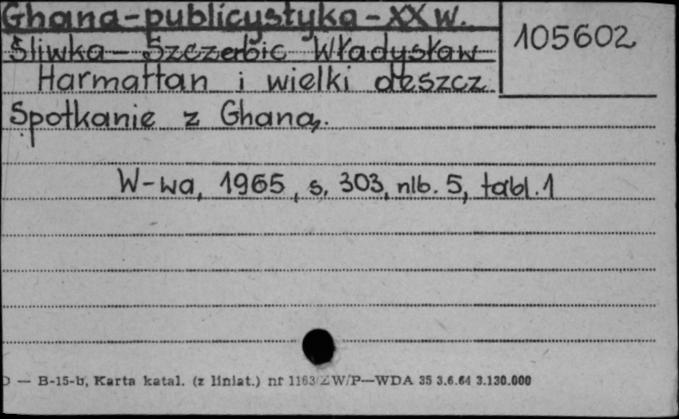 Ghana-publicystyka-XX w.
105602
Śliwka-Szczerbic Władysław
Harmattan i wielki deszcz
Spotkanie z Ghaną.
W-wa, 1965, s. 303, nlb. 5, tabl. 1
— B-15-b, Karta katal. (z liniat.) nr 1163/ZW/P—WDA 35 3.6.64 3.130.000